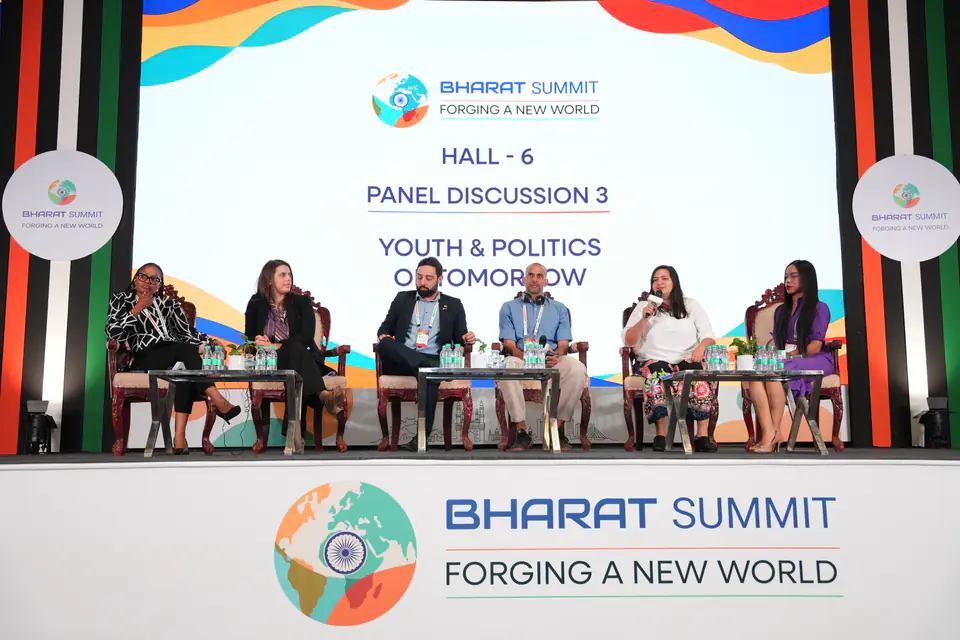 BHARAT SUMMIT
FORGING A NEW WORLD
HALL - 6
PANEL DISCUSSION 3
YOUTH & POLITICS
TOMORROW
BHARAT SUMMIT
FORGING A NEW WORLD
BHARAT SUMMIT
FORGING A NEW WORLD
BHARAT SUMMIT
FORGING A NEW WORLD